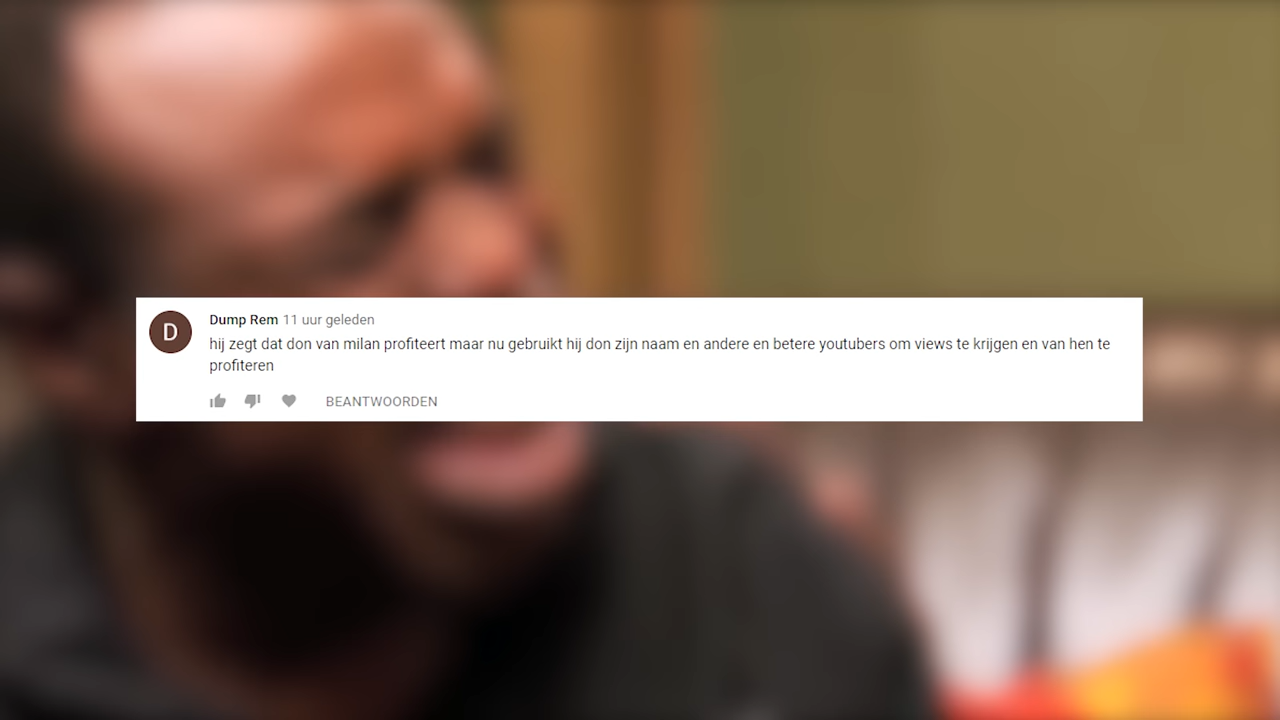 D
Dump Rem 11 uur geleden
hij zegt dat don van milan profiteert maar nu gebruikt hij don zijn naam en andere en betere youtubers om views te krijgen en van hen te
profiteren
BEANTWOORDEN